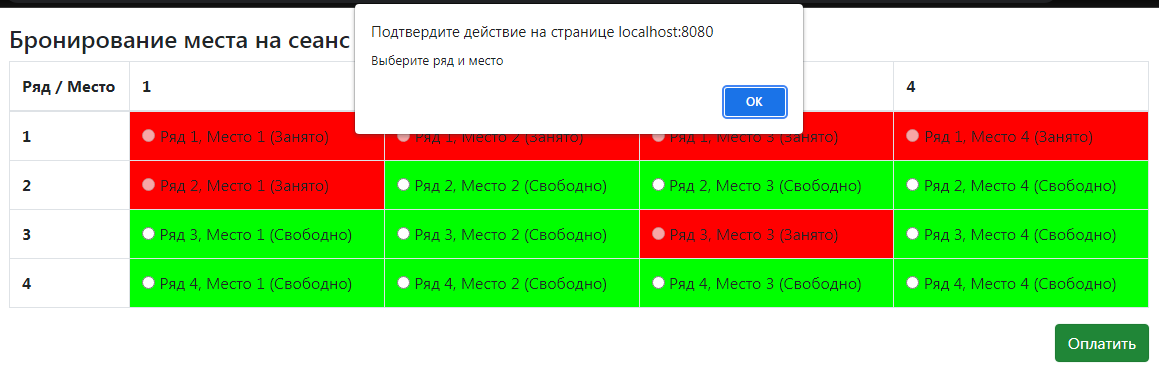 Подтвердите действие на странице localhost:8080
Выберите ряд и место
ОК
Бронирование места на сеанс
Ряд / Место 1 4
1 Ряд 1, Место 1 (Занято) Ряд 1, Место 2 (Занято) Ряд 1, Место 3 (Занято) Ряд 1, Место 4 (Занято)
2 Ряд 2, Место 1 (Занято) Ряд 2, Место 2 (Свободно) Ряд 2, Место 3 (Свободно) Ряд 2, Место 4 (Свободно)
3 Ряд 3, Место 1 (Свободно) Ряд 3, Место 2 (Свободно) Ряд 3, Место 3 (Занято) Ряд 3, Место 4 (Свободно)
4 Ряд 4, Место 1 (Свободно) Ряд 4, Место 2 (Свободно) Ряд 4, Место 3 (Свободно) Ряд 4, Место 4 (Свободно)
Оплатить